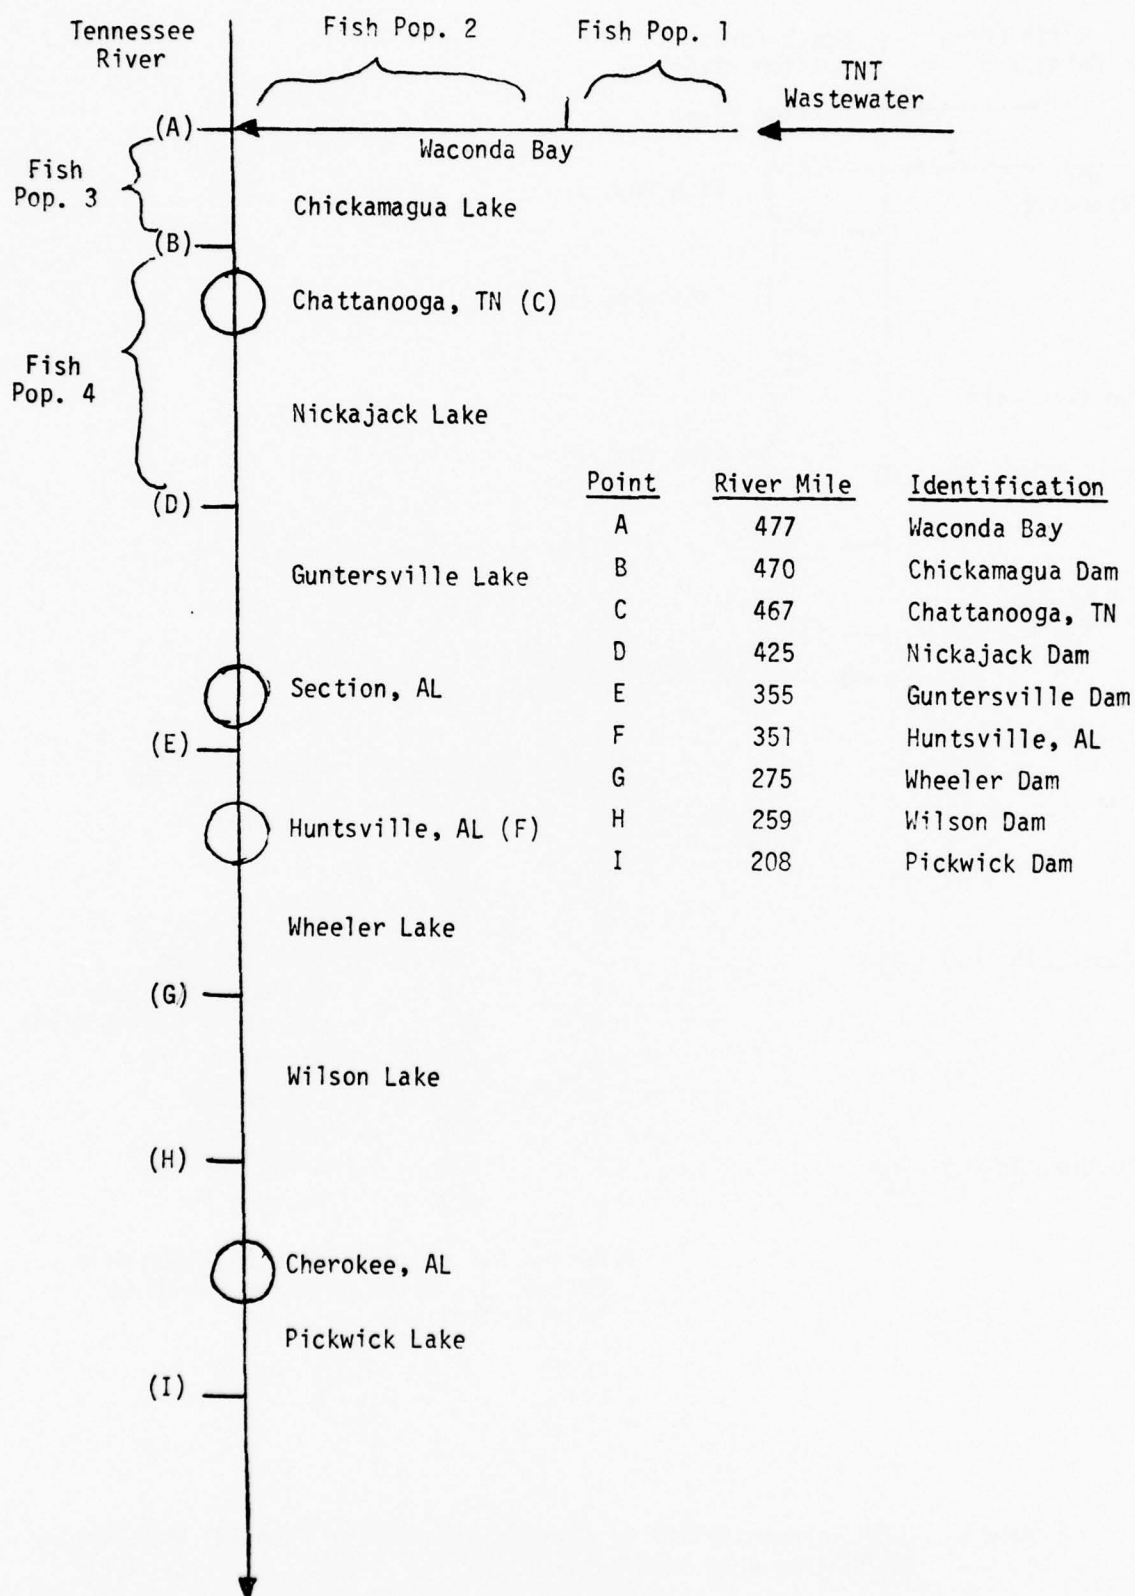 Tennessee
River
Fish Pop. 2
Fish Pop. 1
TNT
Wastewater
(A)
Waconda Bay
Fish
Pop. 3
Chickamagua Lake
(B)
Chattanooga, TN (C)
Fish
Pop. 4
Nickajack Lake
(D)
Point River Mile Identification
A 477 Waconda Bay
B 470 Chickamagua Dam
C 467 Chattanooga, TN
D 425 Nickajack Dam
E 355 Guntersville Dam
F 351 Huntsville, AL
G 275 Wheeler Dam
H 259 Wilson Dam
I 208 Pickwick Dam
Guntersville Lake
Section, AL
(E)
Huntsville, AL (F)
Wheeler Lake
(G)
Wilson Lake
(H)
Cherokee, AL
Pickwick Lake
(I)